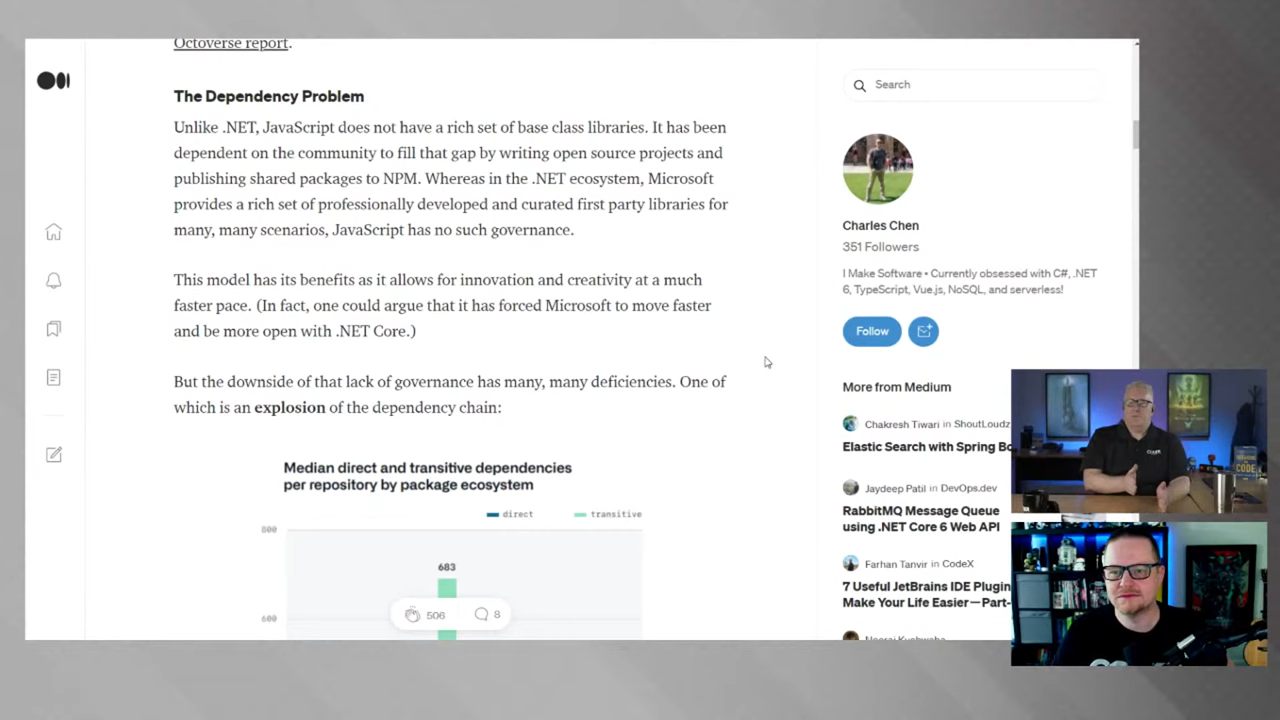 Octoverse report.
The Dependency Problem
Unlike .NET, JavaScript does not have a rich set of base class libraries. It has been
dependent on the community to fill that gap by writing open source projects and
publishing shared packages to NPM. Whereas in the .NET ecosystem, Microsoft
provides a rich set of professionally developed and curated first party libraries for
many, many scenarios, JavaScript has no such governance.
This model has its benefits as it allows for innovation and creativity at a much
faster pace. (In fact, one could argue that it has forced Microsoft to move faster
and be more open with .NET Core.)
But the downside of that lack of governance has many, many deficiencies. One of
which is an explosion of the dependency chain:
Median direct and transitive dependencies
per repository by package ecosystem
direct transitive
800
683
600
506 8
Search
Charles Chen
351 Followers
I Make Software • Currently obsessed with C#, .NET
6, TypeScript, Vue.js, NoSQL, and serverless!
Follow
More from Medium
Chakresh Tiwari in ShoutLoudz
Elastic Search with Spring Bo
Jaydeep Patil in DevOps.dev
RabbitMQ Message Queue
using .NET Core 6 Web API
Farhan Tanvir in CodeX
7 Useful JetBrains IDE Plugin
Make Your Life Easier—Part-
CODE